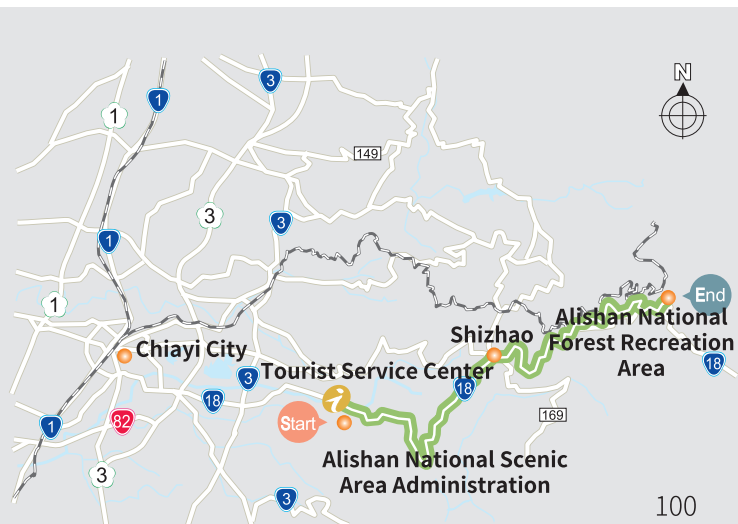 N
3
1
1
149
3
3
1
1
End
Alishan National
Forest Recreation
Area
Shizhao
Chiayi City
Tourist Service Center
3
18
18
18
82
1
Start
169
Alishan National Scenic
Area Administration
3
3
100